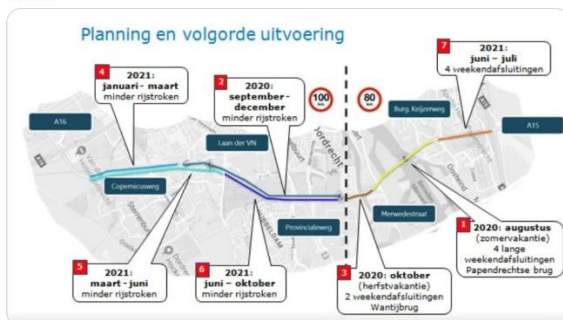 Planning en volgorde uitvoering
4
2021:
januari - maart
minder rijstroken
2
2020:
september -
december
minder rijstroken
100
km
80
km
7
2021:
juni – juli
4 weekendafsluitingen
Burg. Keijzerweg
A16
A15
Laan der VN
Copernicusweg
Provincialeweg
Merwedestraat
5
2021:
maart - juni
minder rijstroken
6
2021:
juni – oktober
minder rijstroken
3
2020: oktober
(herfstvakantie)
2 weekendafsluitingen
Wantijbrug
1
2020: augustus
(zomervakantie)
4 lange
weekendafsluitingen
Papendrechtse brug